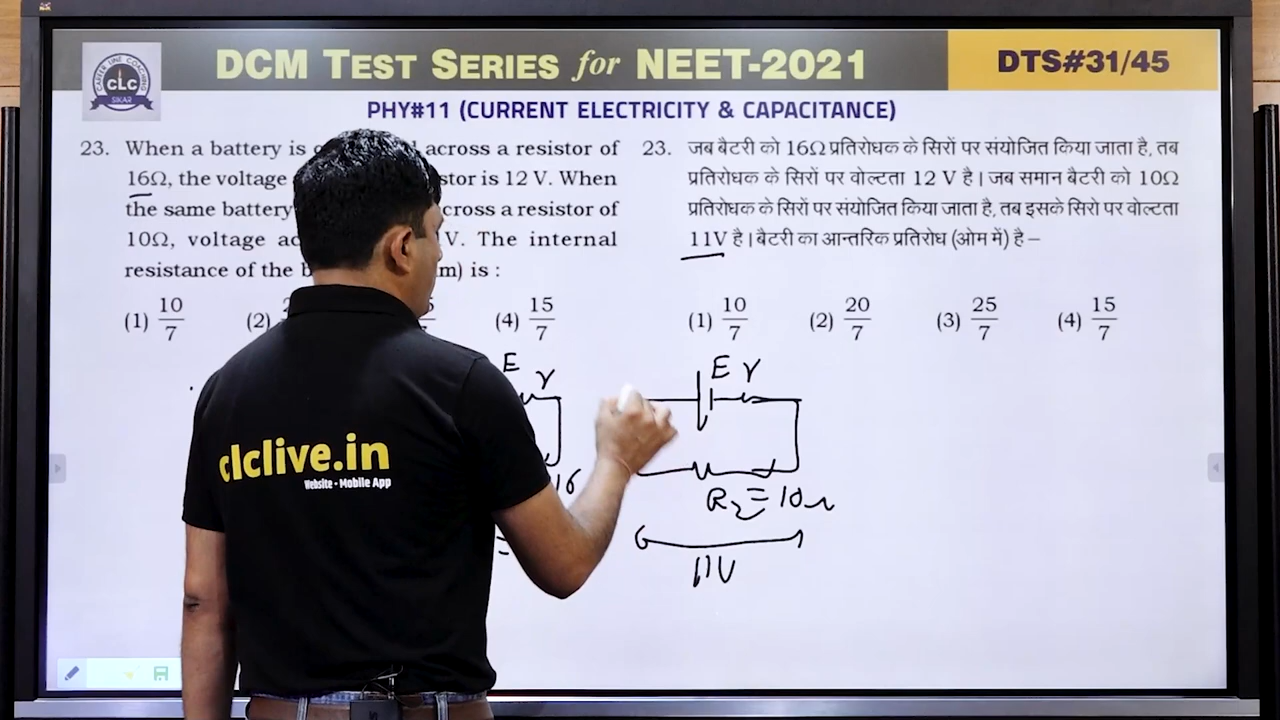 DCM TEST SERIES for NEET-2021
DTS#31/45
CLC
SIKAR
PHY#11 (CURRENT ELECTRICITY & CAPACITANCE)
23. When a battery is across a resistor of
16Ω, the voltage is 12 V. When
the same battery across a resistor of
10Ω, voltage V. The internal
resistance of the is :
(1) 10/7 (2) (4) 15/7
23. जब बैटरी को 16Ω प्रतिरोधक के सिरों पर संयोजित किया जाता है, तब
प्रतिरोधक के सिरों पर वोल्टता 12 V है। जब समान बैटरी को 10Ω
प्रतिरोधक के सिरों पर संयोजित किया जाता है, तब इसके सिरो पर वोल्टता
11V है। बैटरी का आन्तरिक प्रतिरोध (ओम में) है –
(1) 10/7 (2) 20/7 (3) 25/7 (4) 15/7
E r
16
E r
R₂ = 10Ω
11V
clclive.in
Website • Mobile App